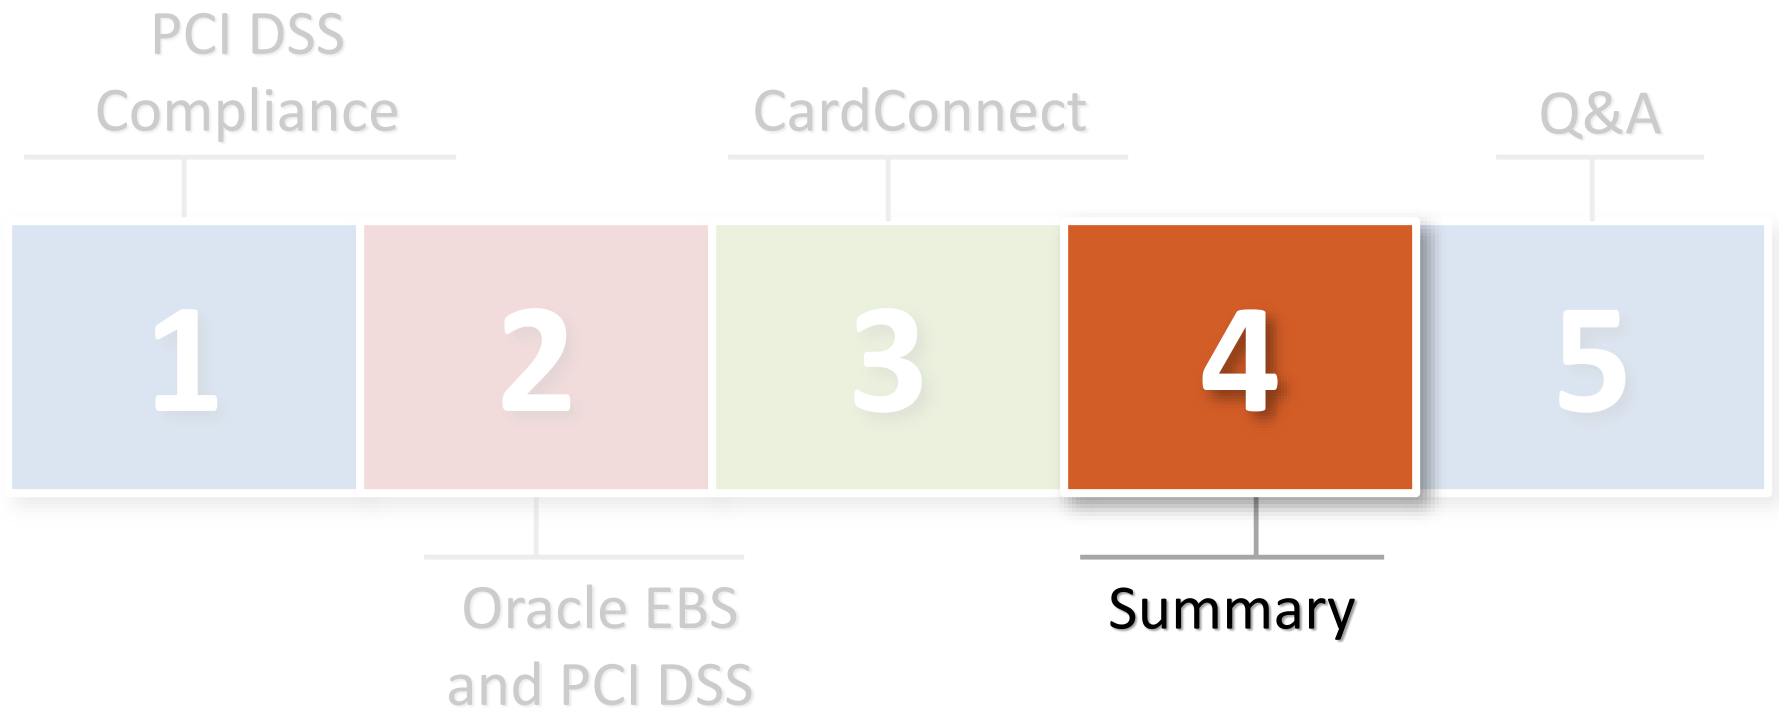 PCI DSS
Compliance
CardConnect
Q&A
1
2
3
4
5
Oracle EBS
and PCI DSS
Summary